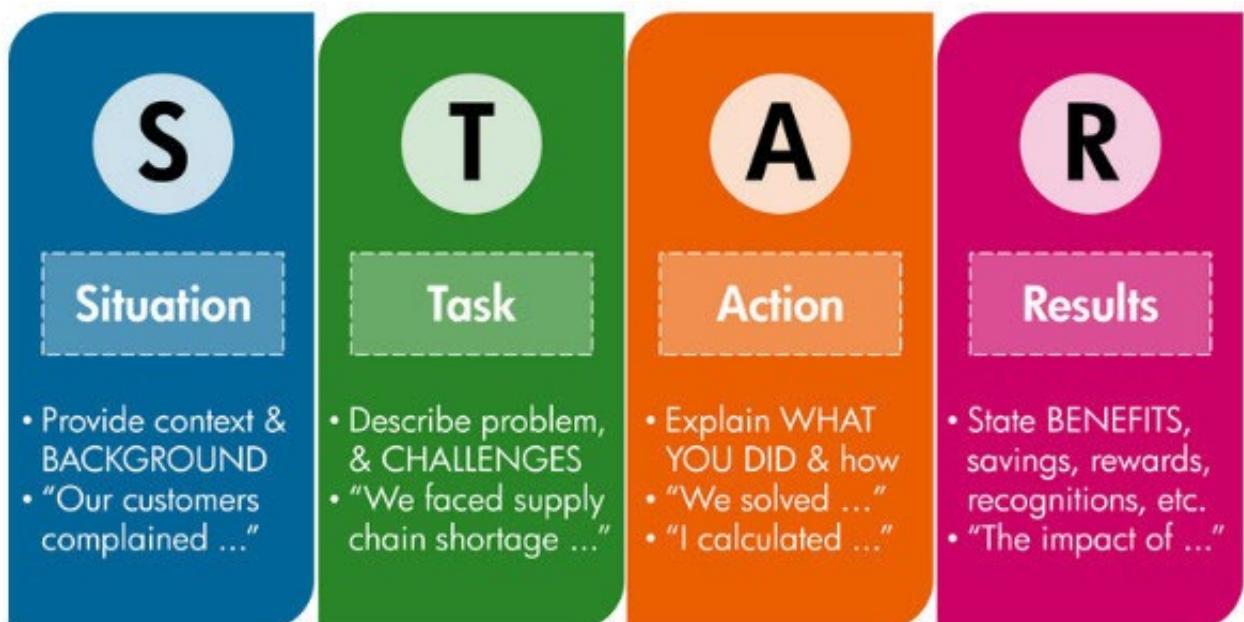 S
Situation
• Provide context &
BACKGROUND
• “Our customers
complained ...”
T
Task
• Describe problem,
& CHALLENGES
• “We faced supply
chain shortage ...”
A
Action
• Explain WHAT
YOU DID & how
• “We solved ...”
• “I calculated ...”
R
Results
• State BENEFITS,
savings, rewards,
recognitions, etc.
• “The impact of ...”